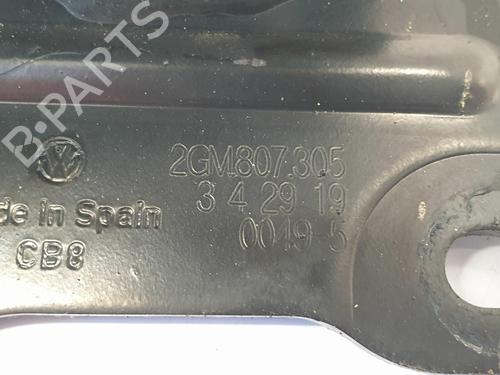 B-PARTS
2GM.807.305
de in Spain
3 4 29 19
CB8
0049 5